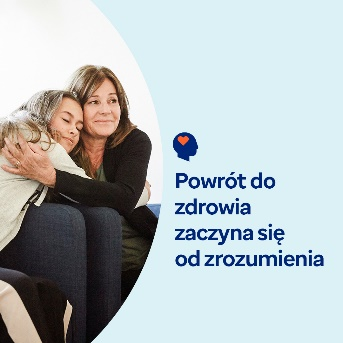 Powrót do
zdrowia
zaczyna się
od zrozumienia